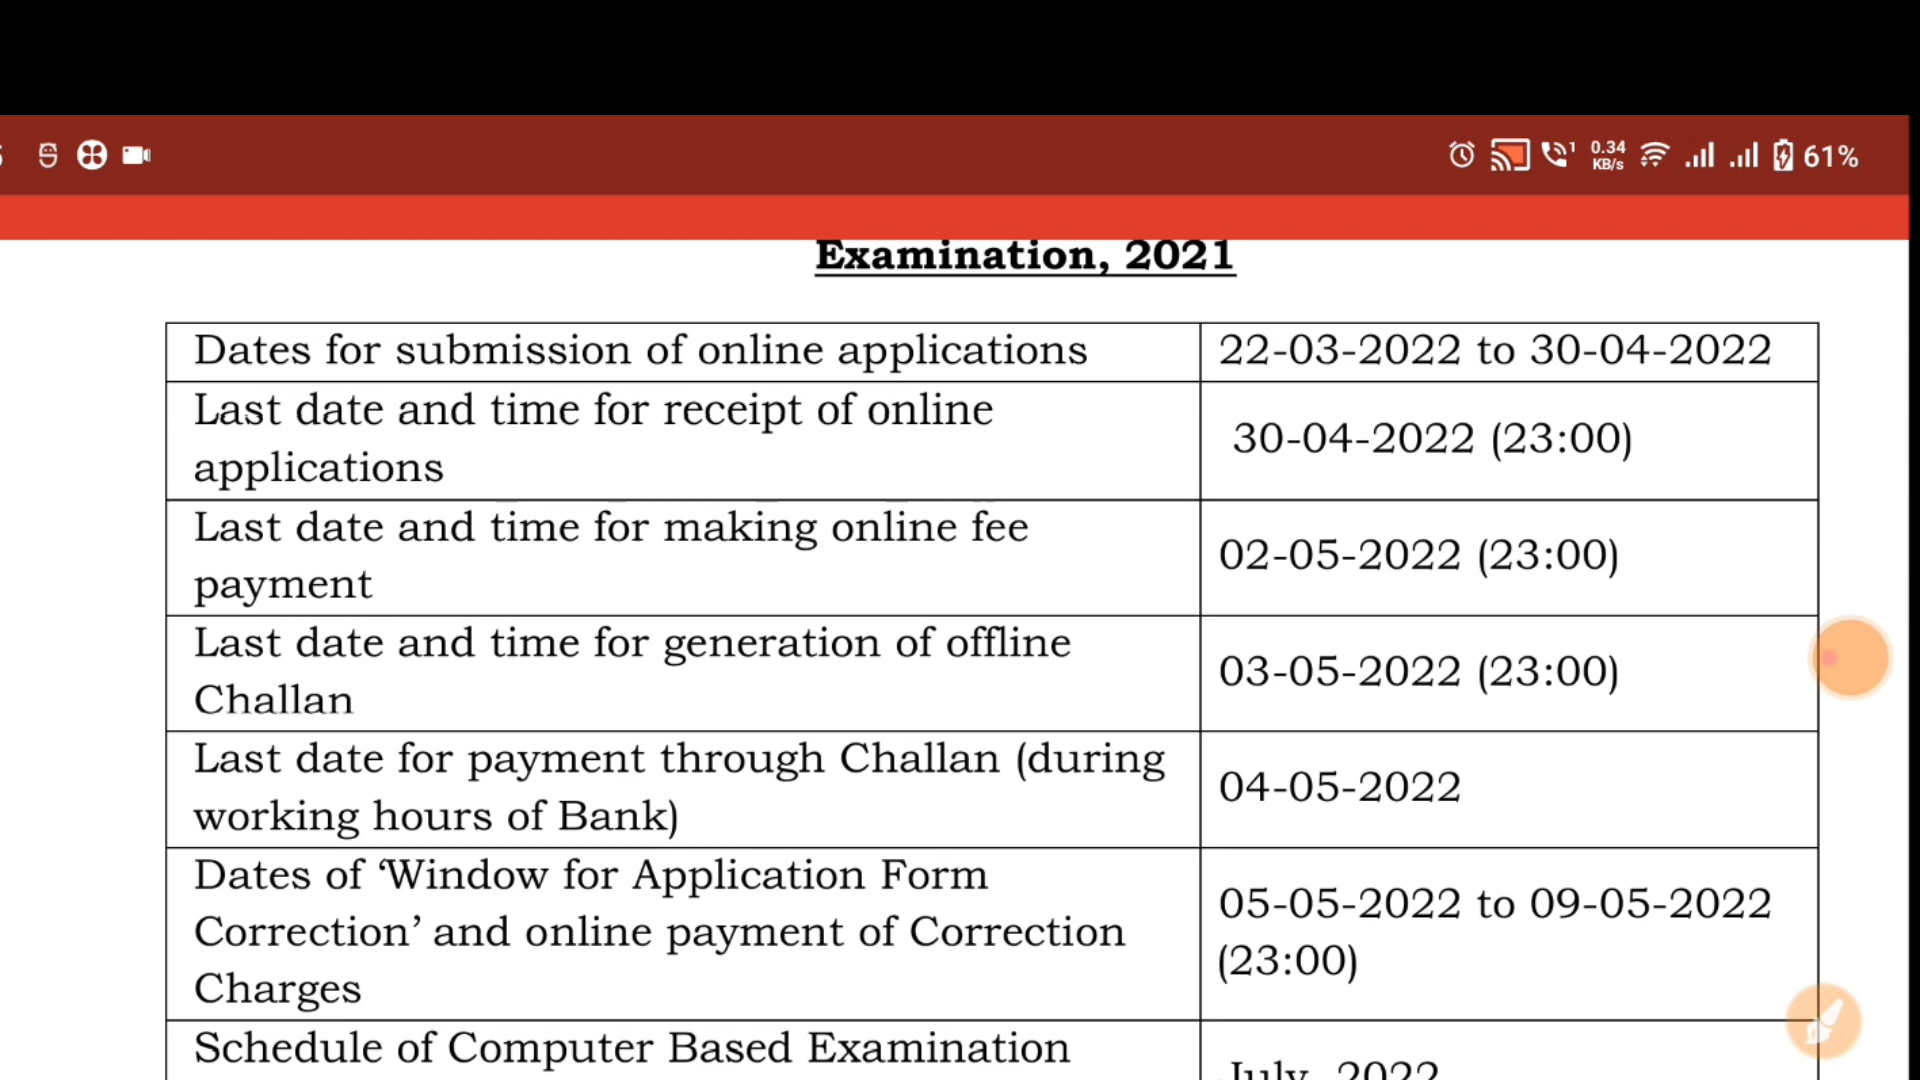 0.34
KB/s
61%
Examination, 2021
Dates for submission of online applications
22-03-2022 to 30-04-2022
Last date and time for receipt of online
applications
30-04-2022 (23:00)
Last date and time for making online fee
payment
02-05-2022 (23:00)
Last date and time for generation of offline
Challan
03-05-2022 (23:00)
Last date for payment through Challan (during
working hours of Bank)
04-05-2022
Dates of ‘Window for Application Form
Correction’ and online payment of Correction
Charges
05-05-2022 to 09-05-2022
(23:00)
Schedule of Computer Based Examination
July, 2022